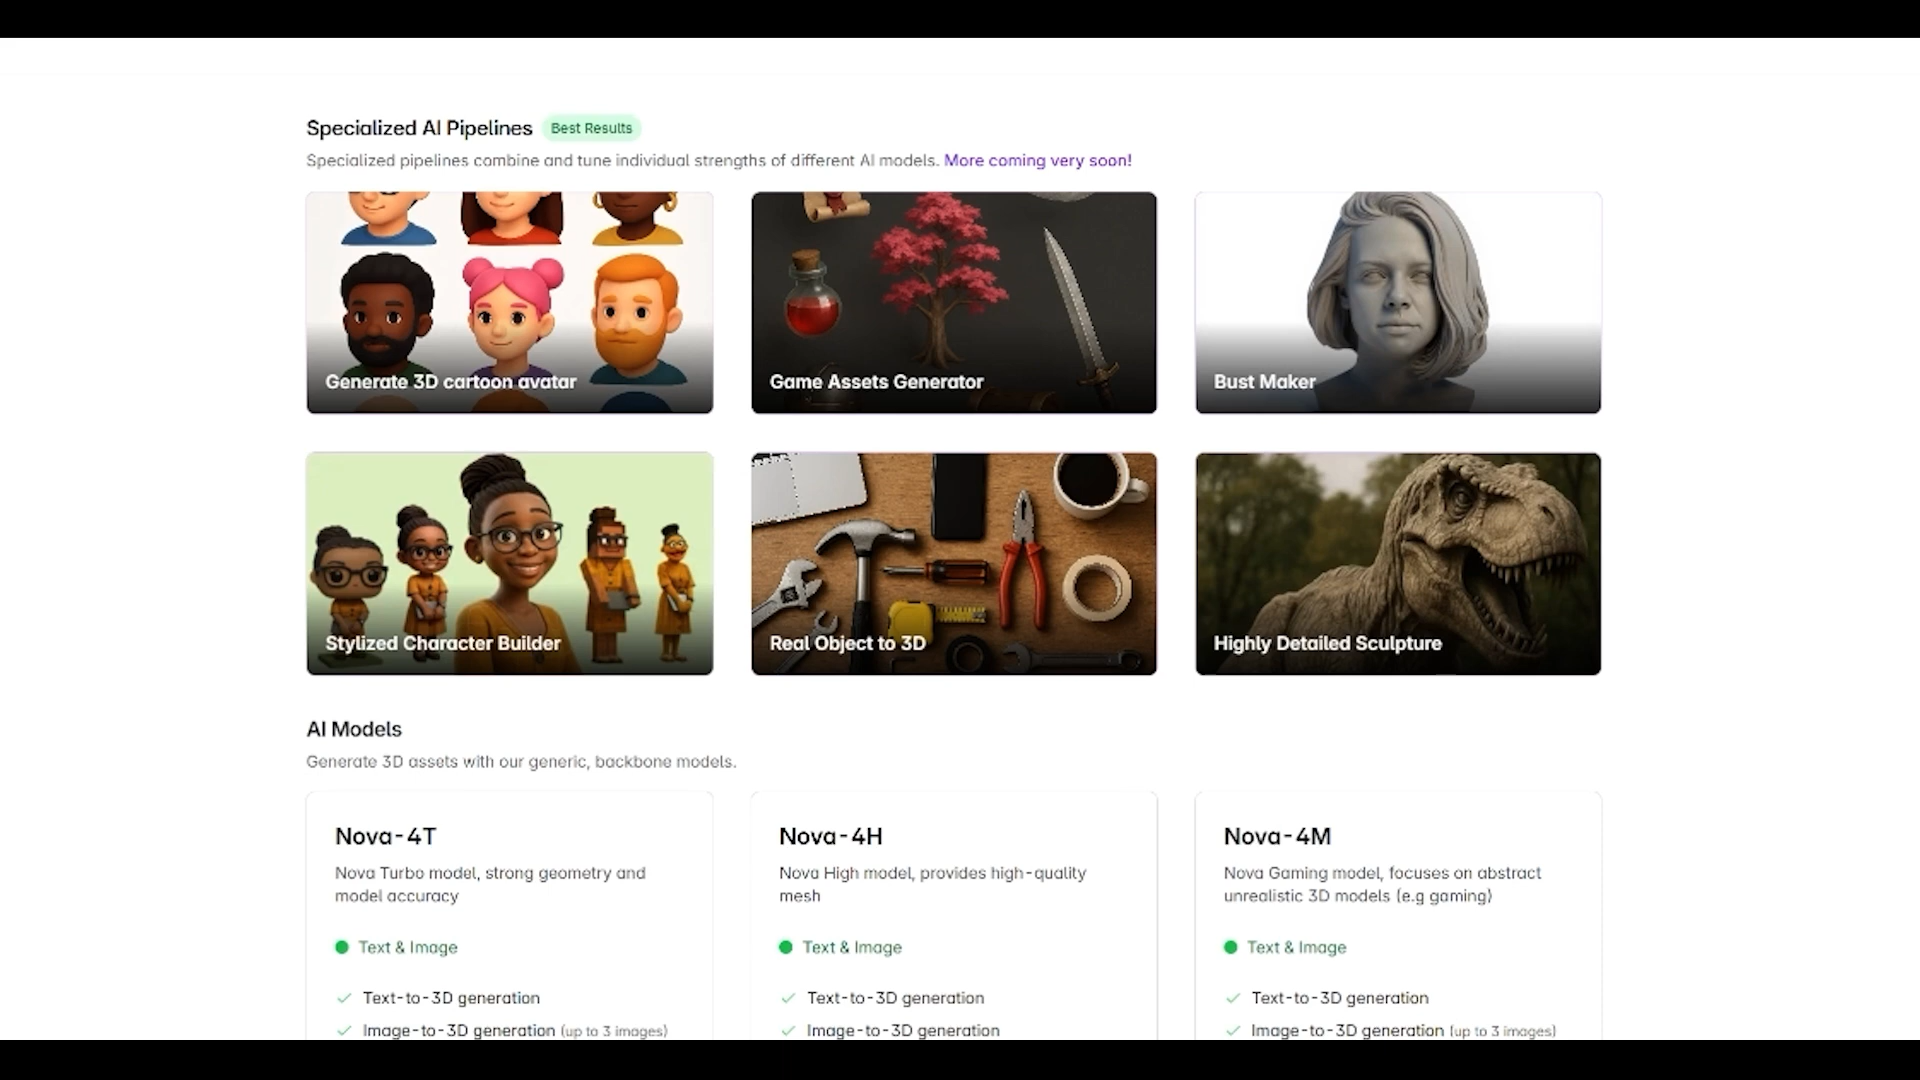 Specialized AI Pipelines Best Results
Specialized pipelines combine and tune individual strengths of different AI models. More coming very soon!
Generate 3D cartoon avatar
Game Assets Generator
Bust Maker
Stylized Character Builder
Real Object to 3D
Highly Detailed Sculpture
AI Models
Generate 3D assets with our generic, backbone models.
Nova-4T
Nova Turbo model, strong geometry and
model accuracy
Text & Image
Text-to-3D generation
Image-to-3D generation (up to 3 images)
Nova-4H
Nova High model, provides high-quality
mesh
Text & Image
Text-to-3D generation
Image-to-3D generation
Nova-4M
Nova Gaming model, focuses on abstract
unrealistic 3D models (e.g gaming)
Text & Image
Text-to-3D generation
Image-to-3D generation (up to 3 images)